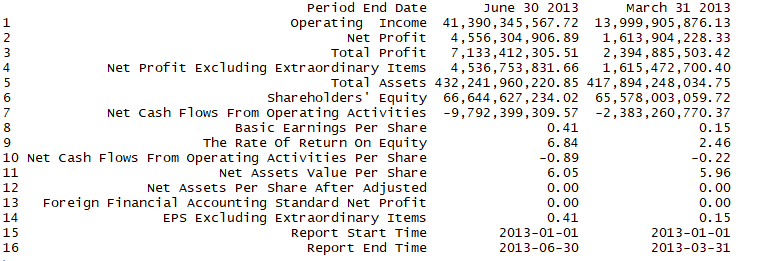 Period End Date June 30 2013 March 31 2013
1 Operating Income 41,390,345,567.72 13,999,905,876.13
2 Net Profit 4,556,304,906.89 1,613,904,228.33
3 Total Profit 7,133,412,305.51 2,394,885,503.42
4 Net Profit Excluding Extraordinary Items 4,536,753,831.66 1,615,472,700.40
5 Total Assets 432,241,960,220.85 417,894,248,034.75
6 Shareholders' Equity 66,644,627,234.02 65,578,003,059.72
7 Net Cash Flows From Operating Activities -9,792,399,309.57 -2,383,260,770.37
8 Basic Earnings Per Share 0.41 0.15
9 The Rate Of Return On Equity 6.84 2.46
10 Net Cash Flows From Operating Activities Per Share -0.89 -0.22
11 Net Assets Value Per Share 6.05 5.96
12 Net Assets Per Share After Adjusted 0.00 0.00
13 Foreign Financial Accounting Standard Net Profit 0.00 0.00
14 EPS Excluding Extraordinary Items 0.41 0.15
15 Report Start Time 2013-01-01 2013-01-01
16 Report End Time 2013-06-30 2013-03-31